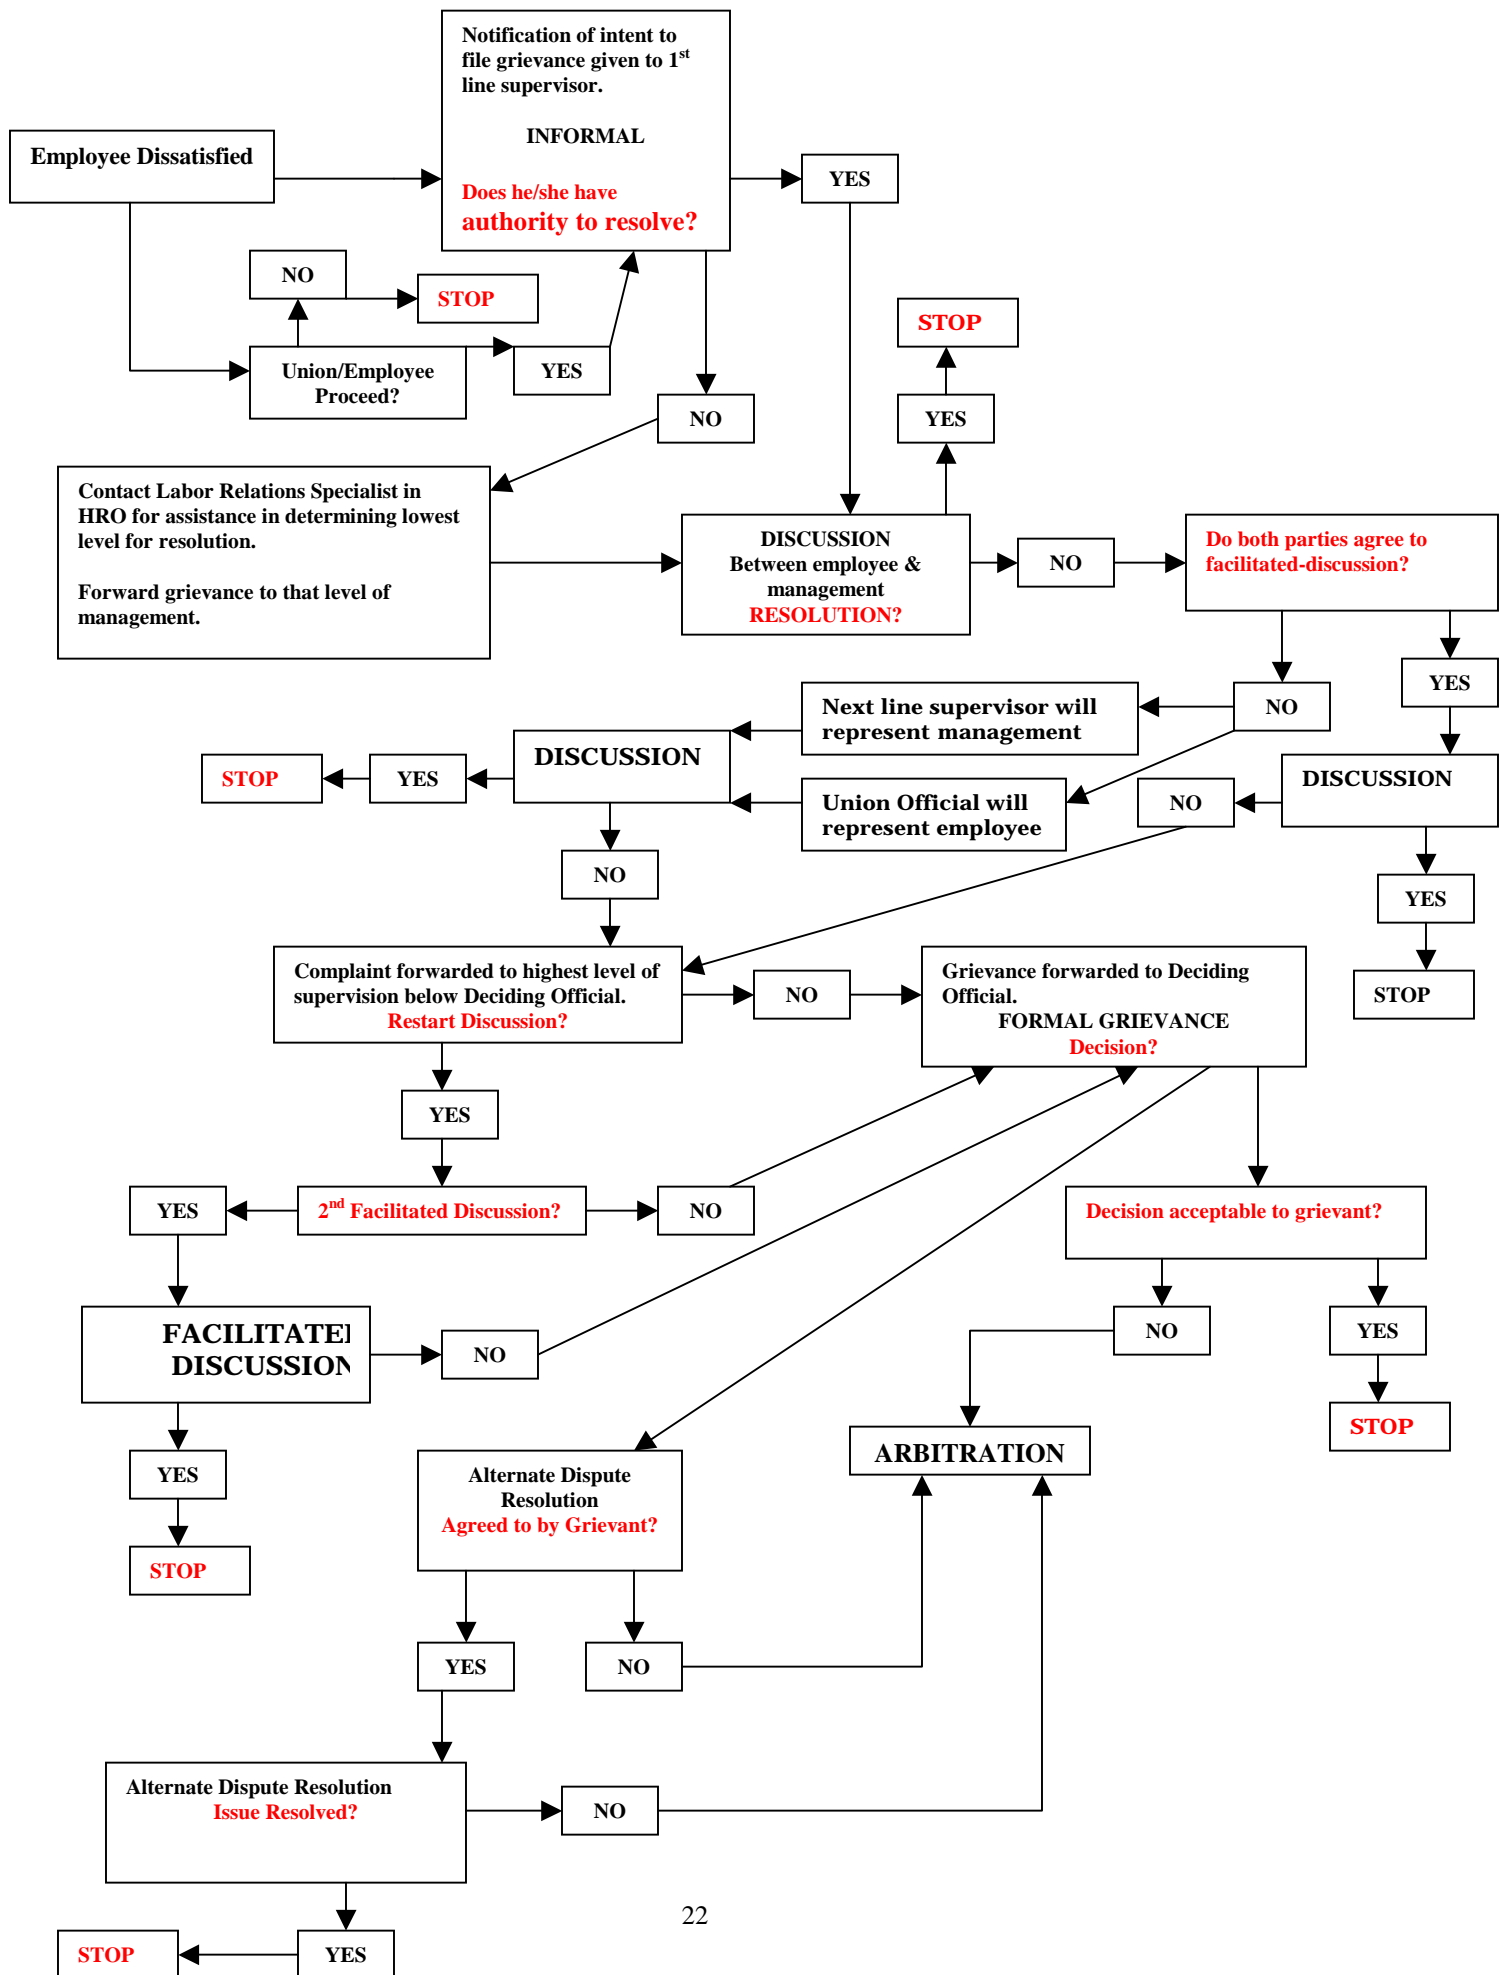 Notification of intent to
file grievance given to 1st
line supervisor.
INFORMAL
Does he/she have
authority to resolve?
Employee Dissatisfied
YES
NO
STOP
Union/Employee
Proceed?
YES
NO
STOP
YES
Contact Labor Relations Specialist in
HRO for assistance in determining lowest
level for resolution.
Forward grievance to that level of
management.
DISCUSSION
Between employee &
management
RESOLUTION?
NO
Do both parties agree to
facilitated-discussion?
YES
NO
Next line supervisor will
represent management
DISCUSSION
YES
STOP
Union Official will
represent employee
NO
DISCUSSION
NO
YES
STOP
Complaint forwarded to highest level of
supervision below Deciding Official.
Restart Discussion?
NO
Grievance forwarded to Deciding
Official.
FORMAL GRIEVANCE
Decision?
YES
YES
2nd Facilitated Discussion?
NO
Decision acceptable to grievant?
FACILITATE
DISCUSSION
NO
NO
YES
STOP
YES
STOP
ARBITRATION
Alternate Dispute
Resolution
Agreed to by Grievant?
YES
NO
Alternate Dispute Resolution
Issue Resolved?
NO
22
STOP
YES